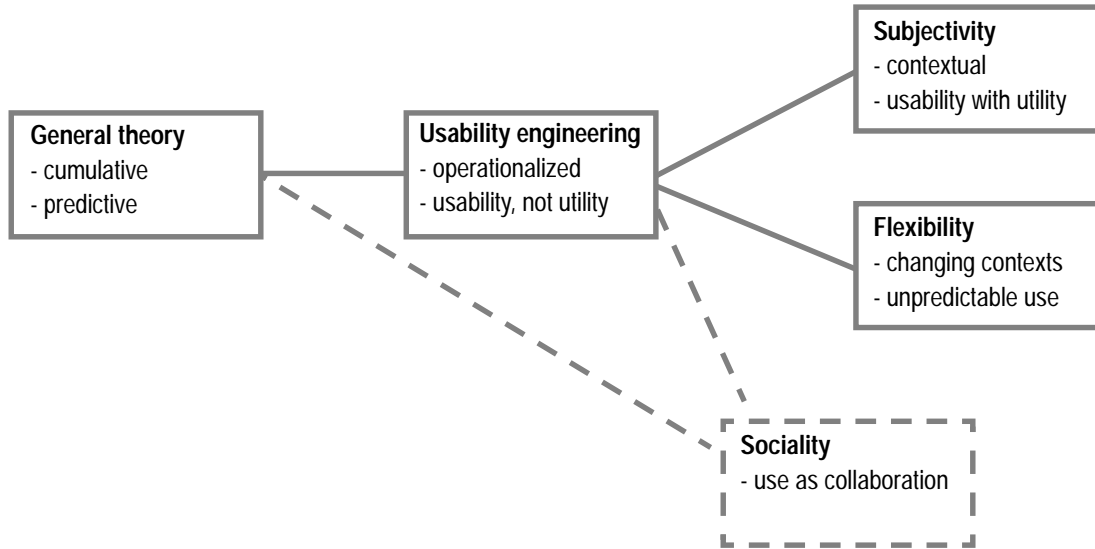 General theory
- cumulative
- predictive
Usability engineering
- operationalized
- usability, not utility
Subjectivity
- contextual
- usability with utility
Flexibility
- changing contexts
- unpredictable use
Sociality
- use as collaboration